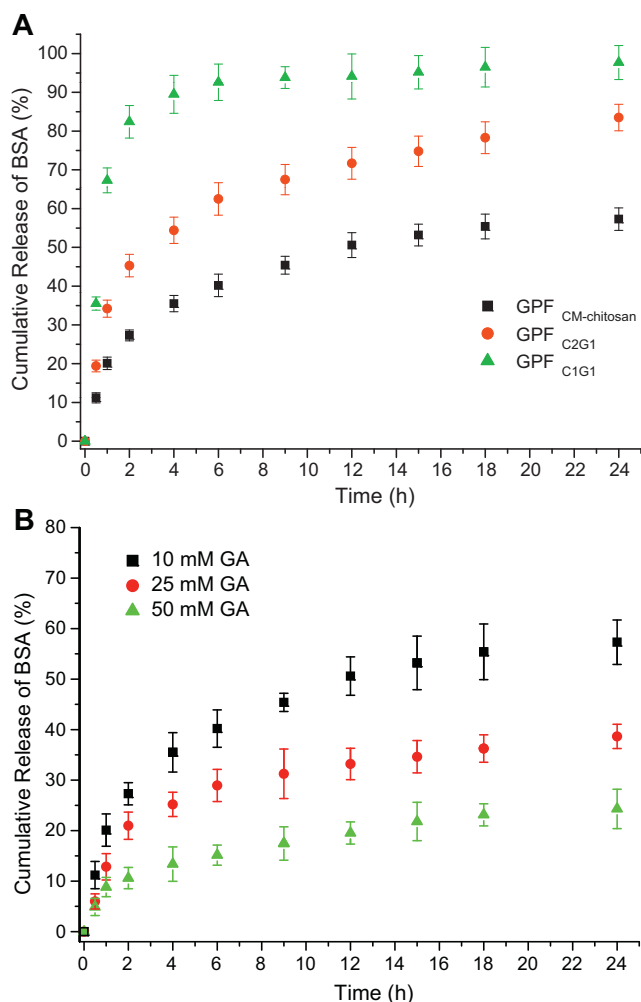 A
100
90
80
70
60
50
40
30
20
10
0
Cumulative Release of BSA (%)
GPF CM-chitosan
GPF C2G1
GPF C1G1
0 2 4 6 8 10 12 14 16 18 20 22 24
Time (h)
B
80
70
60
50
40
30
20
10
0
Cumulative Release of BSA (%)
10 mM GA
25 mM GA
50 mM GA
0 2 4 6 8 10 12 14 16 18 20 22 24
Time (h)